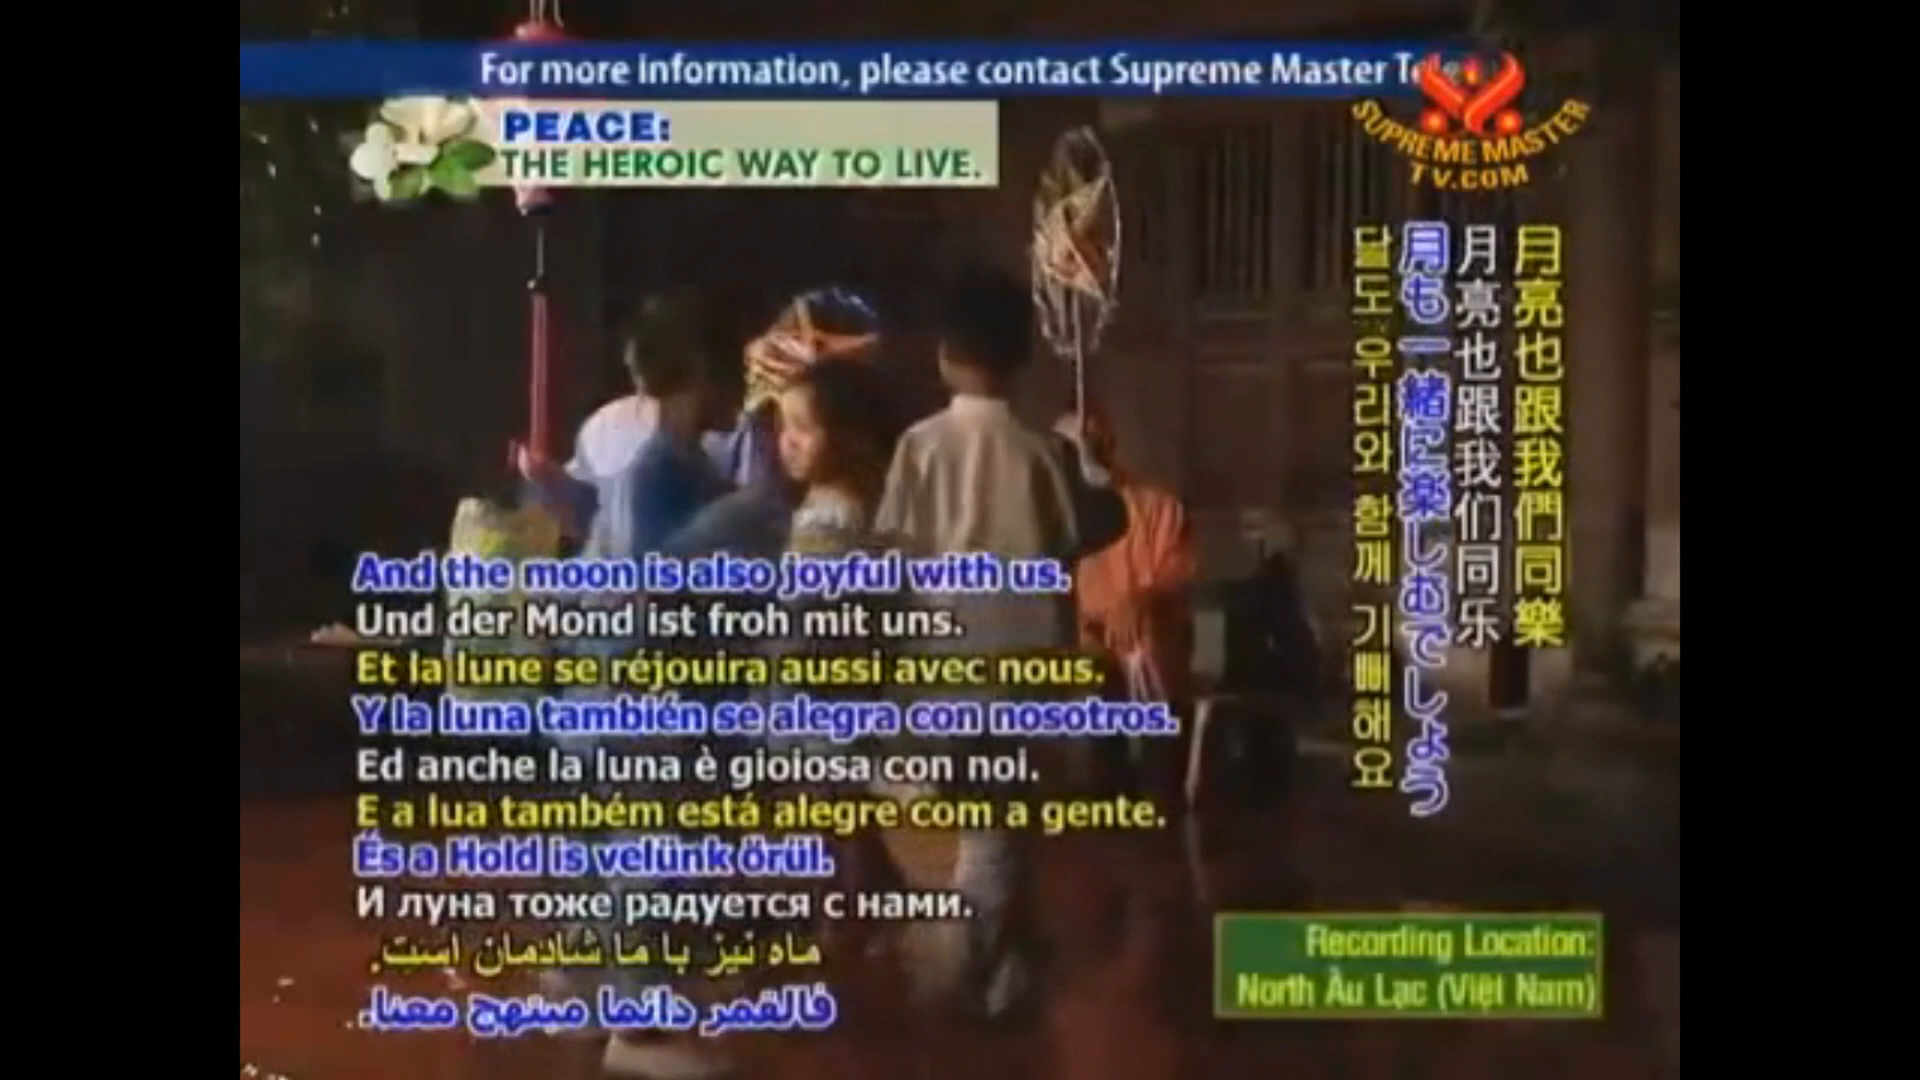 For more information, please contact Supreme Master
PEACE:
THE HEROIC WAY TO LIVE.
SUPREME MASTER
TV.COM
月亮也跟我們同樂
月亮也跟我们同乐
月も一緒に楽しむでしょう
달도 우리와 함께 기뻐해요
And the moon is also joyful with us.
Und der Mond ist froh mit uns.
Et la lune se réjouira aussi avec nous.
Y la luna también se alegra con nosotros.
Ed anche la luna è gioiosa con noi.
E a lua também está alegre com a gente.
És a Hold is velünk örül.
И луна тоже радуется с нами.
ماه نیز با ما شادمان است.
فالقمر دائما مبتهج معنا.
Recording Location:
North Âu Lạc (Việt Nam)